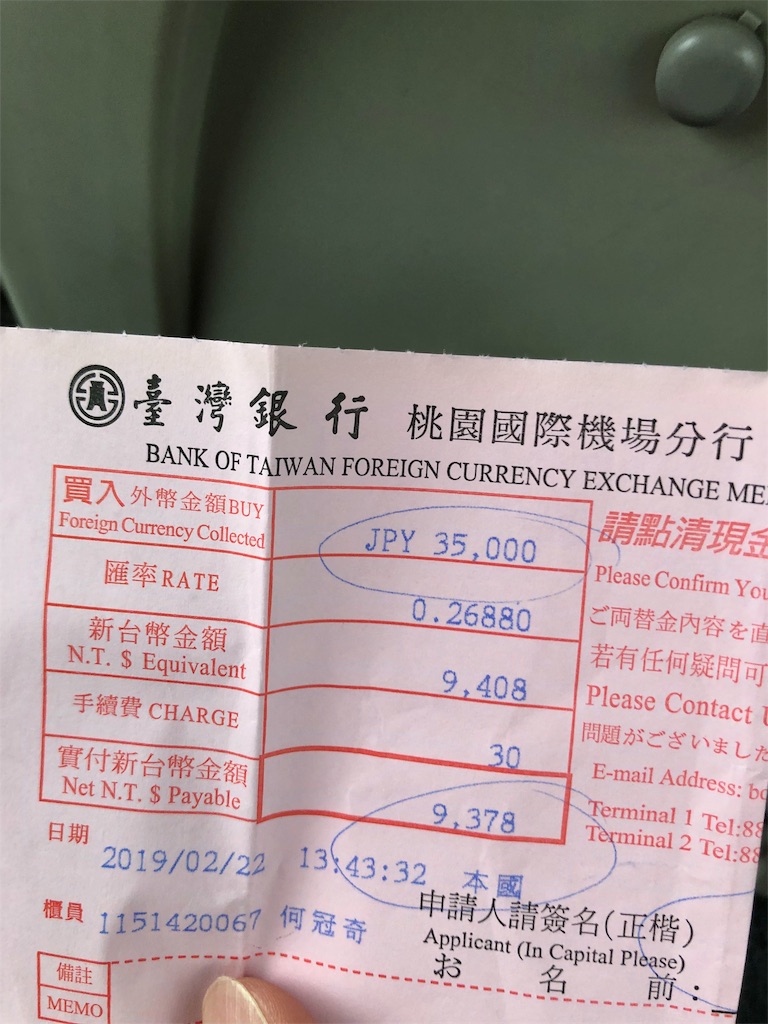 臺灣銀行 桃園國際機場分行
BANK OF TAIWAN FOREIGN CURRENCY EXCHANGE
買入外幣金額BUY
Foreign Currency Collected
JPY 35,000
匯率RATE
0.26880
新台幣金額
N.T. $ Equivalent
9,408
手續費 CHARGE
30
實付新台幣金額
Net N.T. $ Payable
9,378
請點清現金
Please Confirm
ご両替金内容を
若有任何疑問可
Please Contact
問題がございました
E-mail Address:
Terminal 1 Tel:88
Terminal 2 Tel:88
日期 2019/02/22 13:43:32 本國
櫃員 1151420067 何冠奇
申請人請簽名(正楷)
Applicant (In Capital Please)
お名前:
備註
MEMO